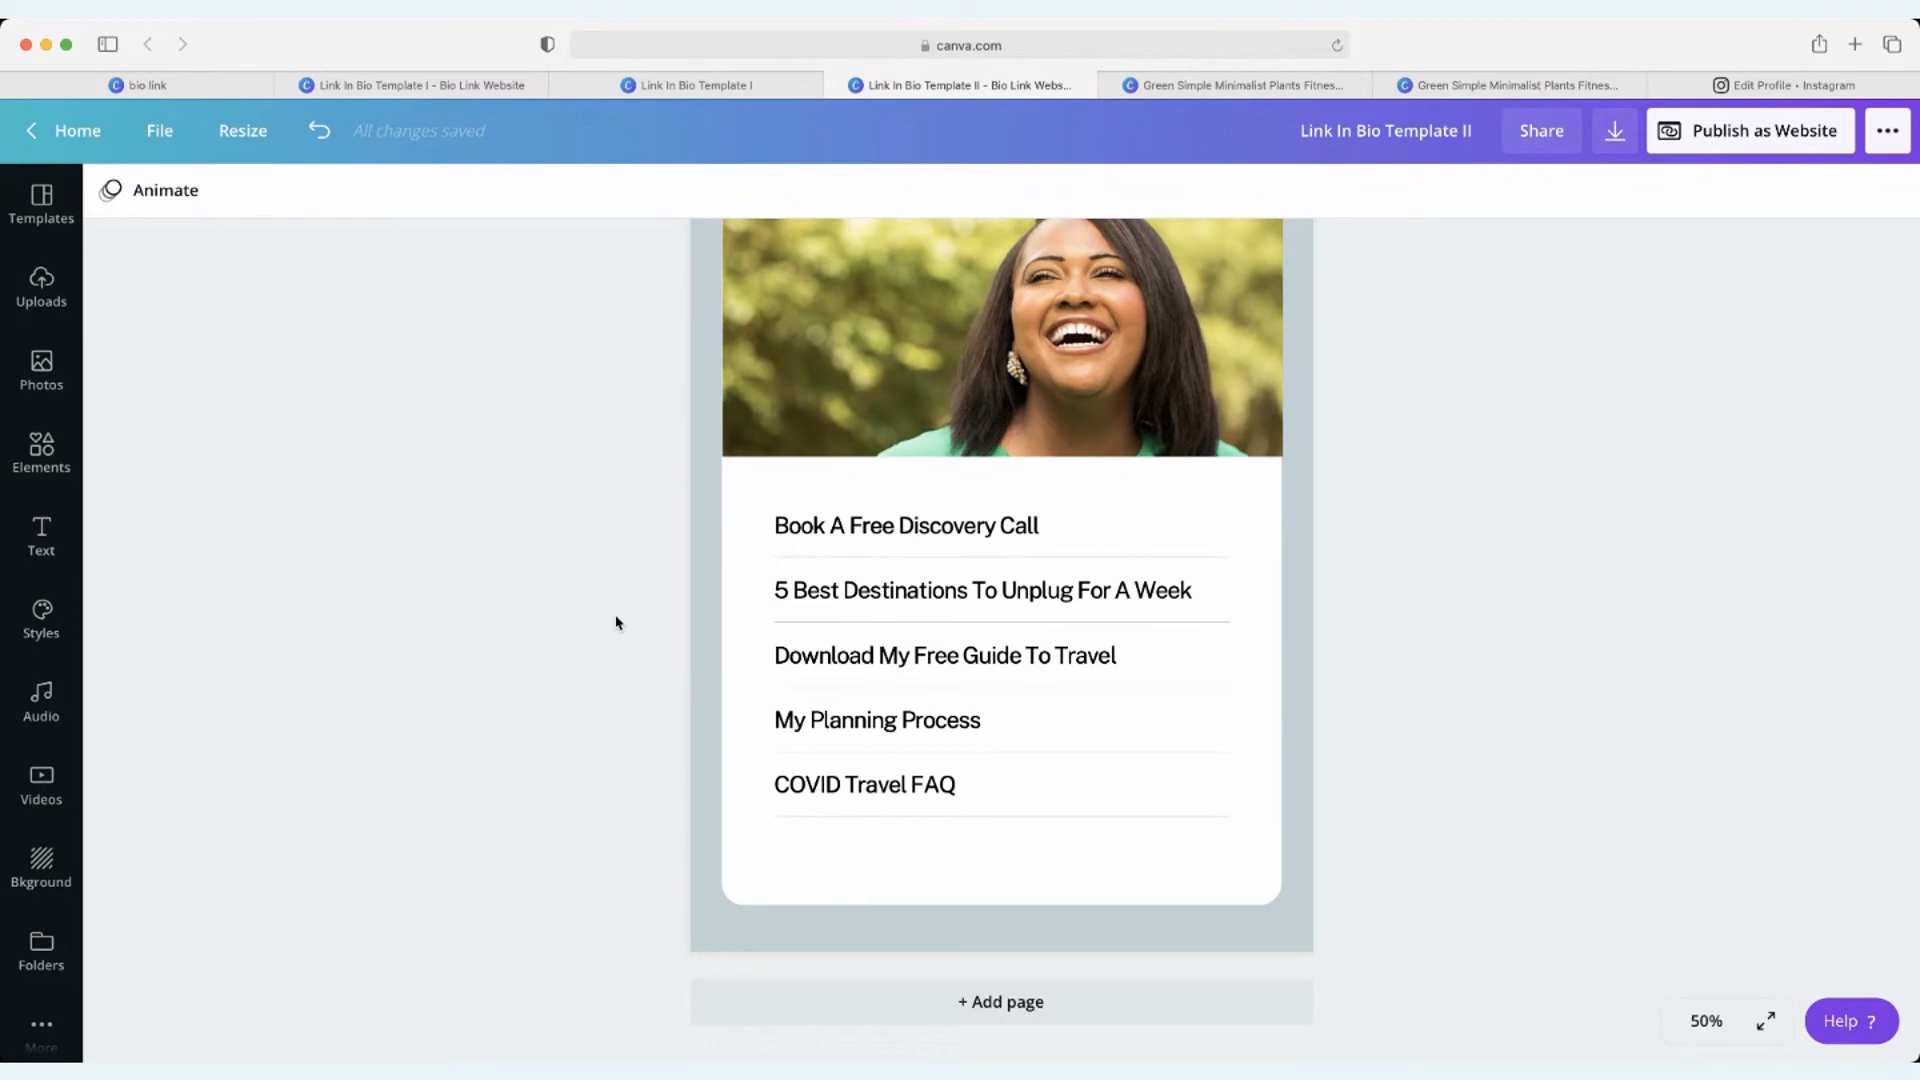 canva.com
bio link
Link In Bio Template I - Bio Link Website
Link In Bio Template I
Link In Bio Template II - Bio Link Webs...
Green Simple Minimalist Plants Fitnes...
Green Simple Minimalist Plants Fitnes...
Edit Profile • Instagram
Home
File
Resize
All changes saved
Link In Bio Template II
Share
Publish as Website
Animate
Templates
Uploads
Photos
Elements
Text
Styles
Audio
Videos
Bkground
Folders
More
Book A Free Discovery Call
5 Best Destinations To Unplug For A Week
Download My Free Guide To Travel
My Planning Process
COVID Travel FAQ
+ Add page
50%
Help ?